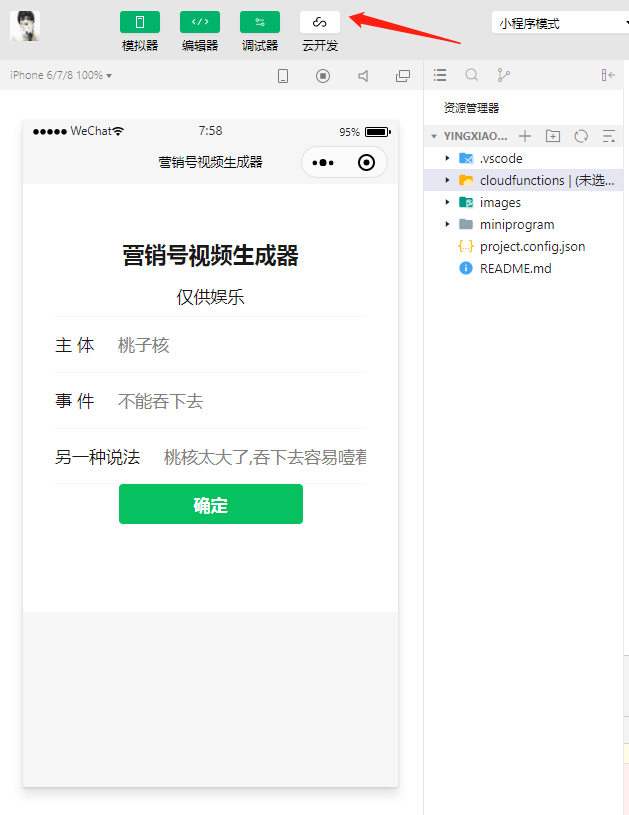 模拟器 编辑器 调试器 云开发 小程序模式
iPhone 6/7/8 100%
资源管理器
YINGXIAO...
.vscode
cloudfunctions | (未选...
images
miniprogram
project.config.json
README.md
WeChat 7:58 95%
营销号视频生成器
营销号视频生成器
仅供娱乐
主 体 桃子核
事 件 不能吞下去
另一种说法 桃核太大了,吞下去容易噎着
确定